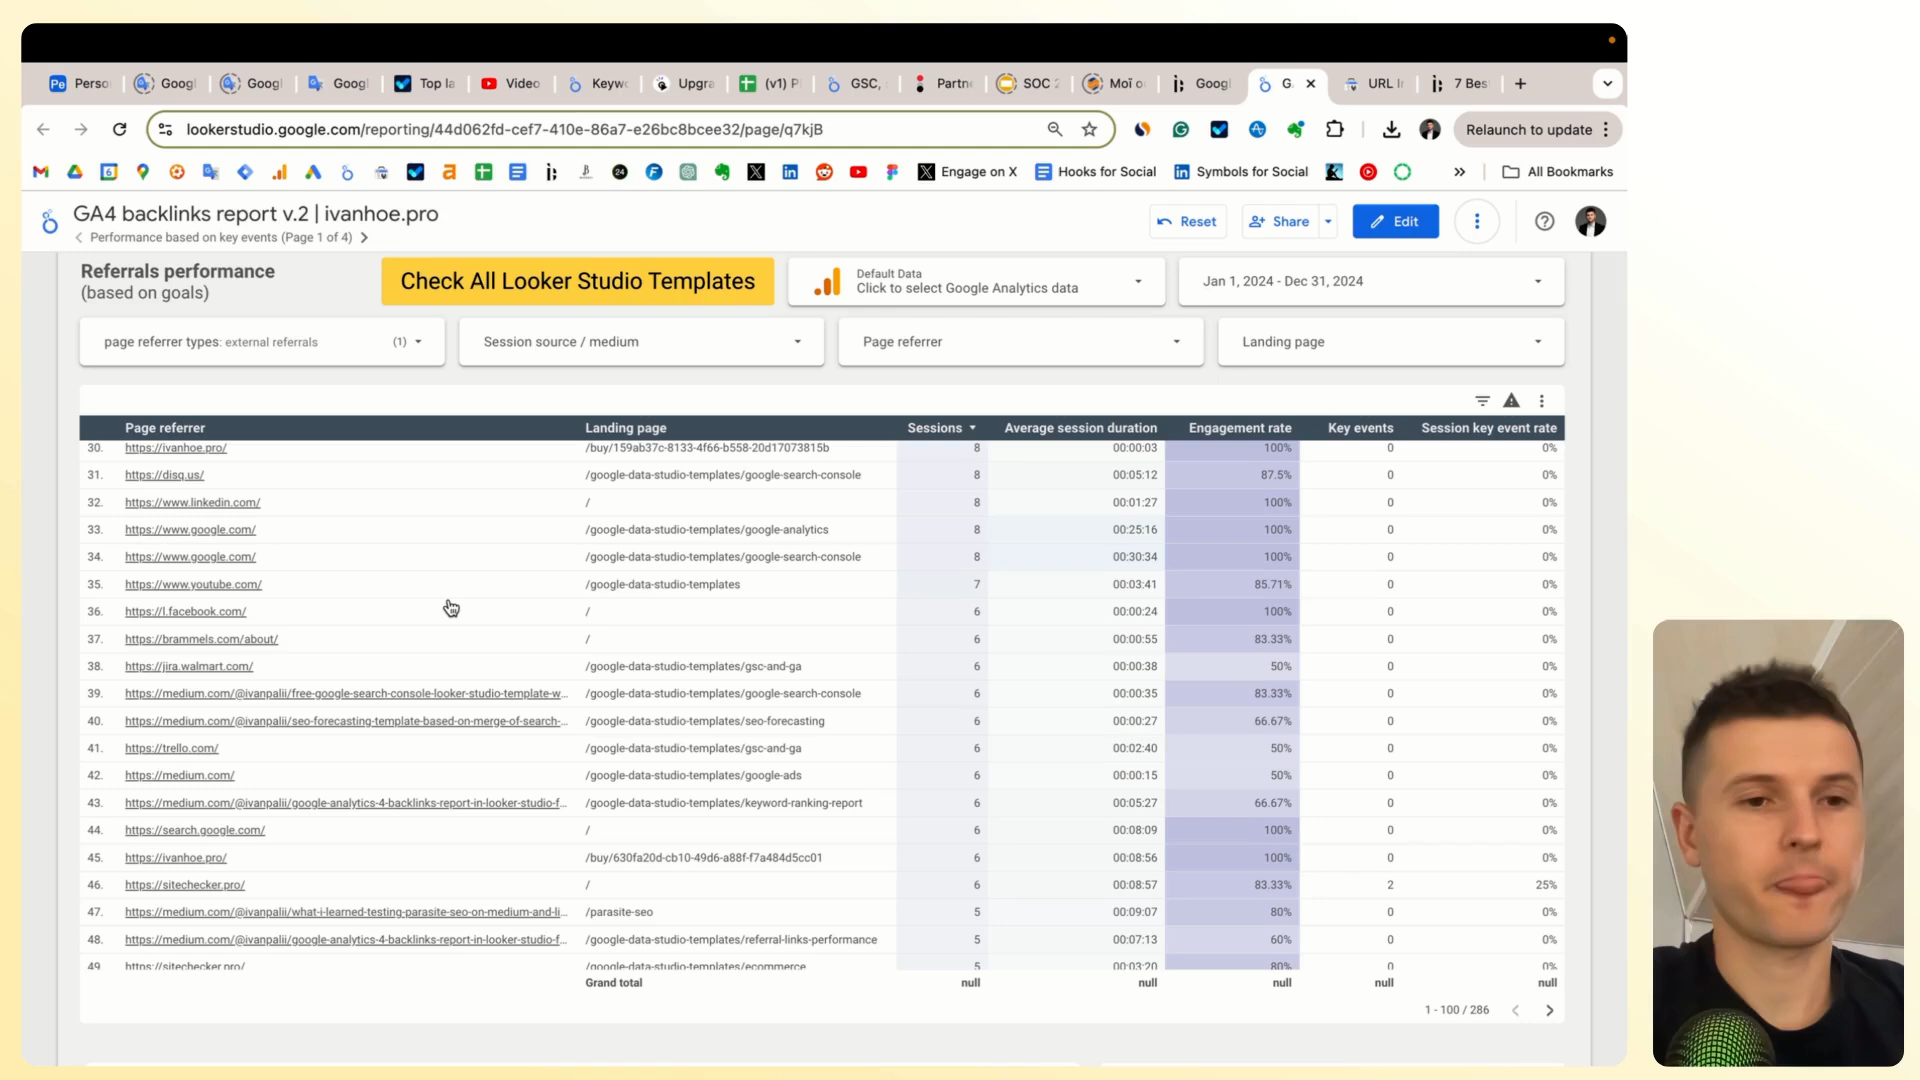 Perso
Googl
Googl
Googl
Top la
Video
Keyw
Upgra
(v1) P
GSC,
Partn
SOC 2
Moï o
Googl
G.
URL I
7 Bes
lookerstudio.google.com/reporting/44d062fd-cef7-410e-86a7-e26bc8bcee32/page/q7kjB
Relaunch to update
Engage on X
Hooks for Social
Symbols for Social
All Bookmarks
GA4 backlinks report v.2 | ivanhoe.pro
Performance based on key events (Page 1 of 4)
Reset
Share
Edit
Referrals performance
(based on goals)
Check All Looker Studio Templates
Default Data
Click to select Google Analytics data
Jan 1, 2024 - Dec 31, 2024
page referrer types: external referrals (1)
Session source / medium
Page referrer
Landing page
Page referrer Landing page Sessions Average session duration Engagement rate Key events Session key event rate
30. https://ivanhoe.pro/ /buy/159ab37c-8133-4f66-b558-20d17073815b 8 00:00:03 100% 0 0%
31. https://disq.us/ /google-data-studio-templates/google-search-console 8 00:05:12 87.5% 0 0%
32. https://www.linkedin.com/ / 8 00:01:27 100% 0 0%
33. https://www.google.com/ /google-data-studio-templates/google-analytics 8 00:25:16 100% 0 0%
34. https://www.google.com/ /google-data-studio-templates/google-search-console 8 00:30:34 100% 0 0%
35. https://www.youtube.com/ /google-data-studio-templates 7 00:03:41 85.71% 0 0%
36. https://l.facebook.com/ / 6 00:00:24 100% 0 0%
37. https://brammels.com/about/ / 6 00:00:55 83.33% 0 0%
38. https://jira.walmart.com/ /google-data-studio-templates/gsc-and-ga 6 00:00:38 50% 0 0%
39. https://medium.com/@ivanpalii/free-google-search-console-looker-studio-template-w... /google-data-studio-templates/google-search-console 6 00:00:35 83.33% 0 0%
40. https://medium.com/@ivanpalii/seo-forecasting-template-based-on-merge-of-search-... /google-data-studio-templates/seo-forecasting 6 00:00:27 66.67% 0 0%
41. https://trello.com/ /google-data-studio-templates/gsc-and-ga 6 00:02:40 50% 0 0%
42. https://medium.com/ /google-data-studio-templates/google-ads 6 00:00:15 50% 0 0%
43. https://medium.com/@ivanpalii/google-analytics-4-backlinks-report-in-looker-studio-f... /google-data-studio-templates/keyword-ranking-report 6 00:05:27 66.67% 0 0%
44. https://search.google.com/ / 6 00:08:09 100% 0 0%
45. https://ivanhoe.pro/ /buy/630fa20d-cb10-49d6-a88f-f7a484d5cc01 6 00:08:56 100% 0 0%
46. https://sitechecker.pro/ / 6 00:08:57 83.33% 2 25%
47. https://medium.com/@ivanpalii/what-i-learned-testing-parasite-seo-on-medium-and-li... /parasite-seo 5 00:09:07 80% 0 0%
48. https://medium.com/@ivanpalii/google-analytics-4-backlinks-report-in-looker-studio-f... /google-data-studio-templates/referral-links-performance 5 00:07:13 60% 0 0%
49. https://sitechecker.pro/ /google-data-studio-templates/ecommerce 5 00:03:20 80% 0 0%
Grand total null null null null null
1 - 100 / 286